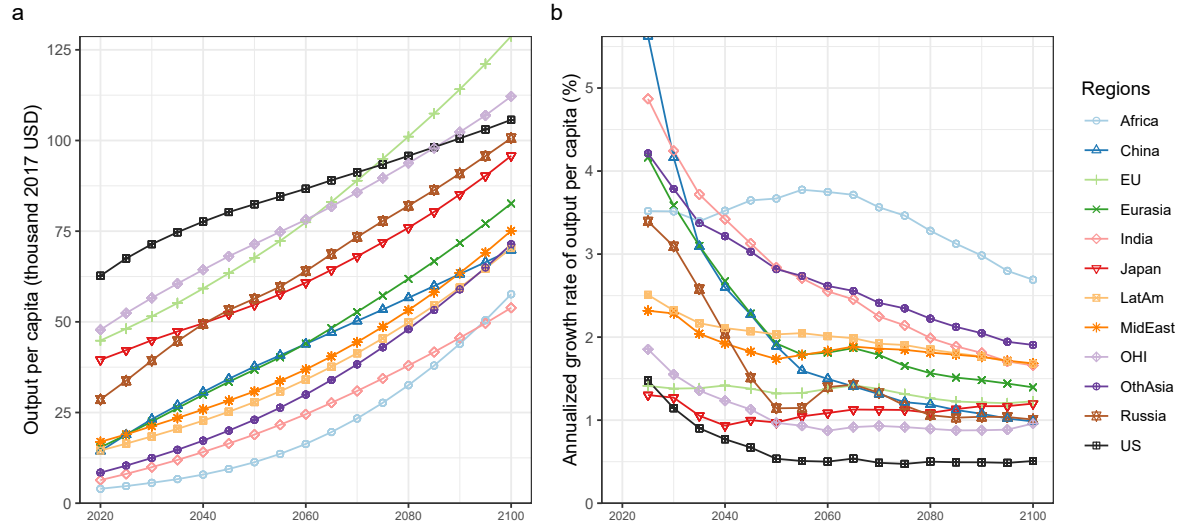 a
Output per capita (thousand 2017 USD)
125
100
75
50
25
0
2020
2040
2060
2080
2100
b
Annualized growth rate of output per capita (%)
5
4
3
2
1
0
2020
2040
2060
2080
2100
Regions
Africa
China
EU
Eurasia
India
Japan
LatAm
MidEast
OHI
OthAsia
Russia
US